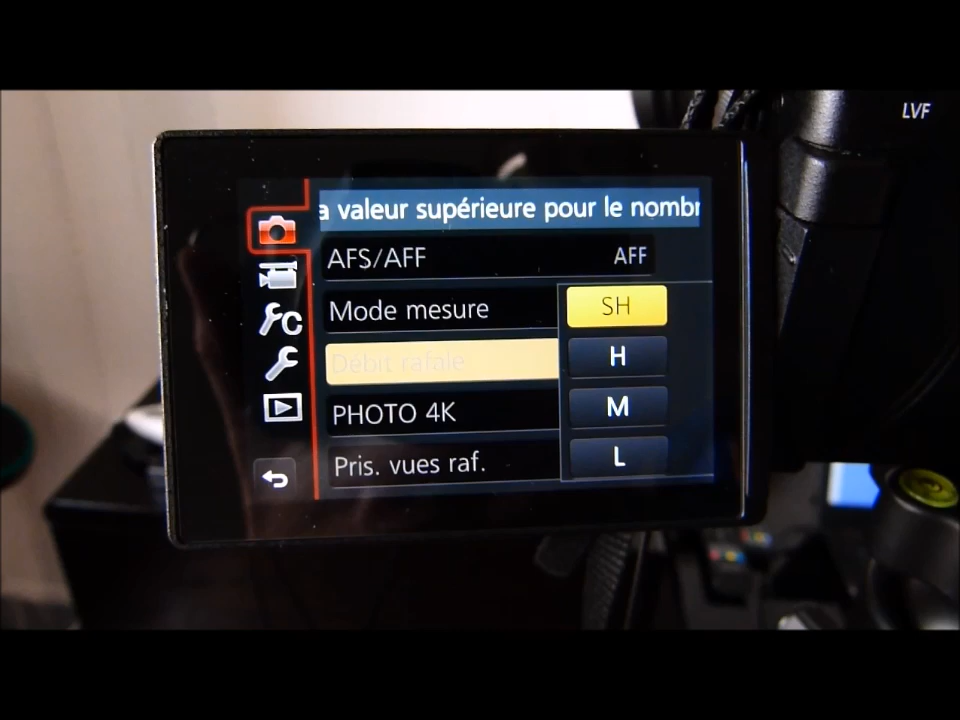 LVF
a valeur supérieure pour le nombr
AFS/AFF AFF
Mode mesure
SH
Débit rafale
H
PHOTO 4K
M
Pris. vues raf.
L
C